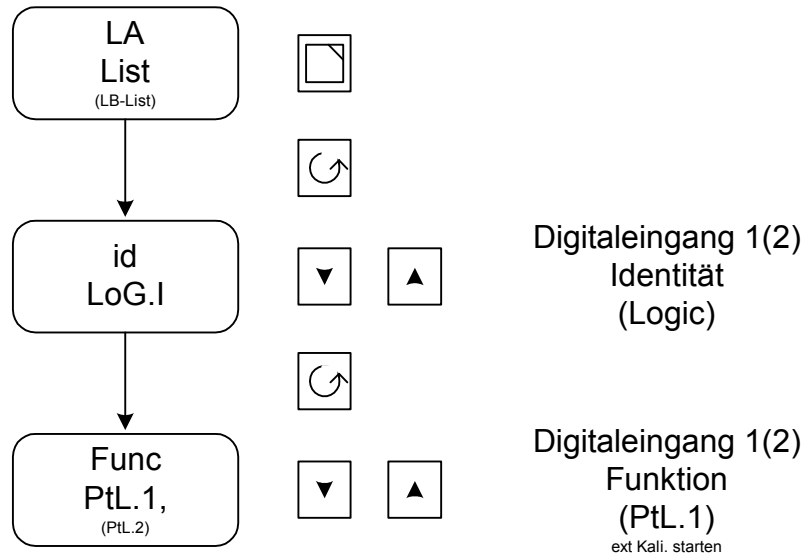 LA
List
(LB-List)
id
LoG.I
Digitaleingang 1(2)
Identität
(Logic)
Func
PtL.1,
(PtL.2)
Digitaleingang 1(2)
Funktion
(PtL.1)
ext Kali. starten